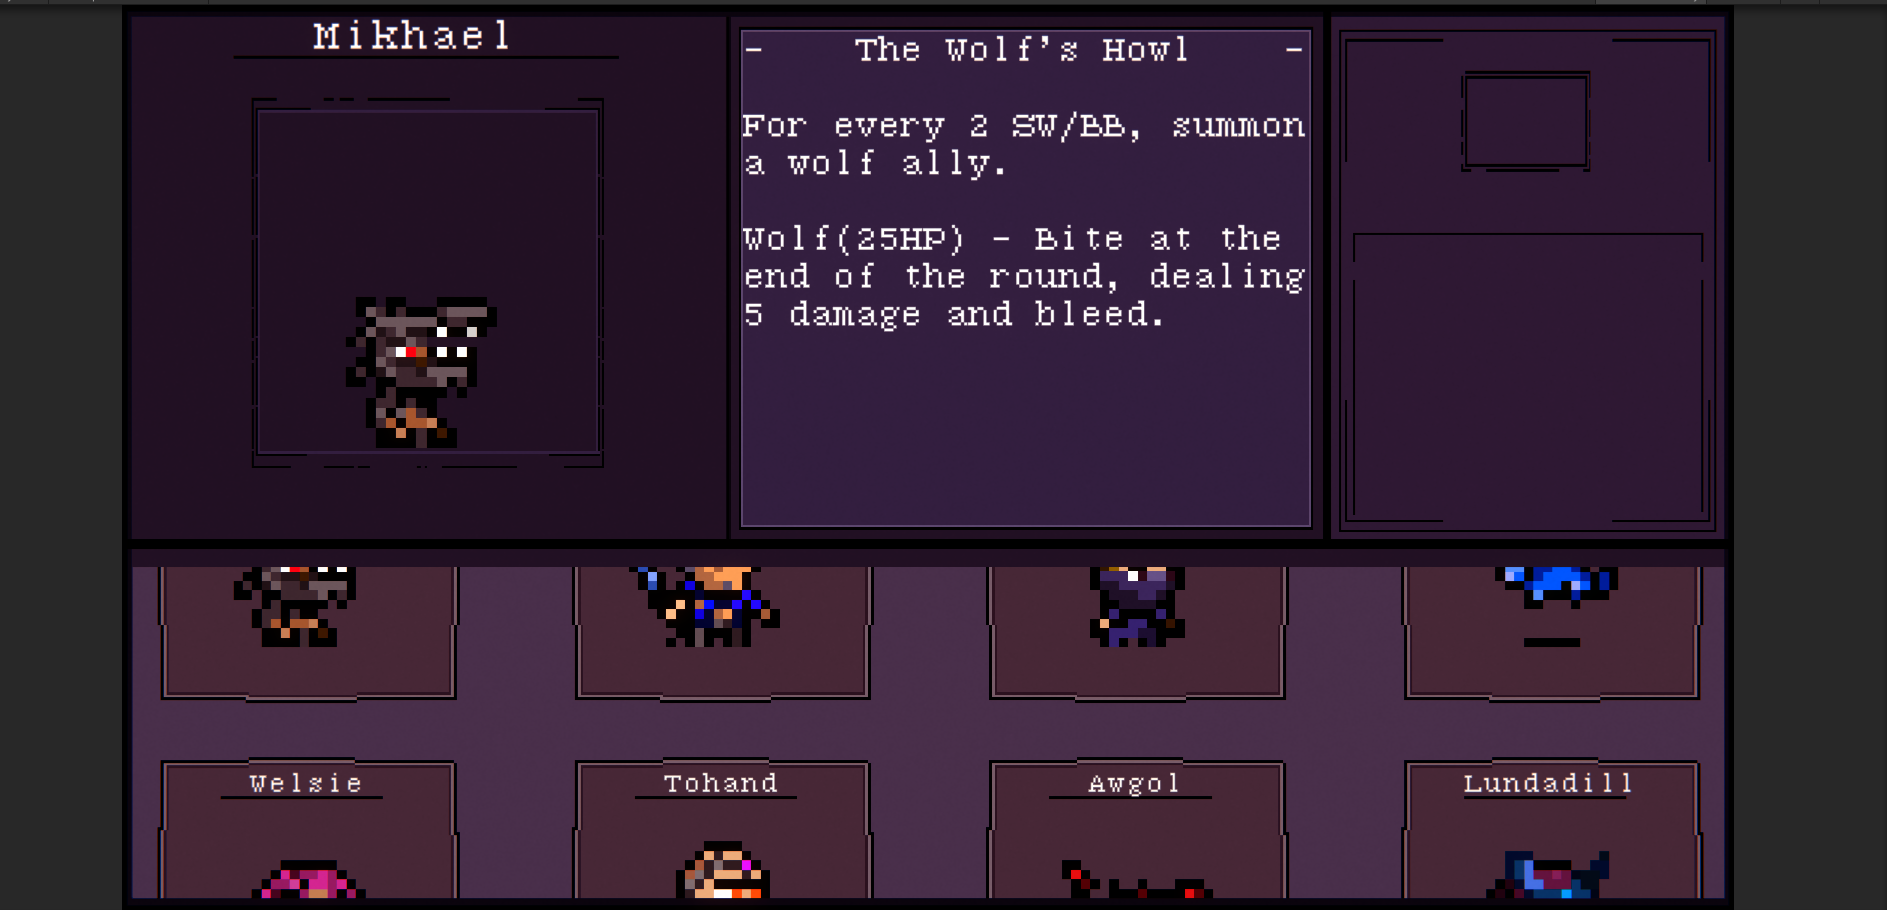 Mikhael
- The Wolf's Howl -
For every 2 SW/BB, summon
a wolf ally.
Wolf(25HP) - Bite at the
end of the round, dealing
5 damage and bleed.
Welsie Tohand Awgol Lundadill